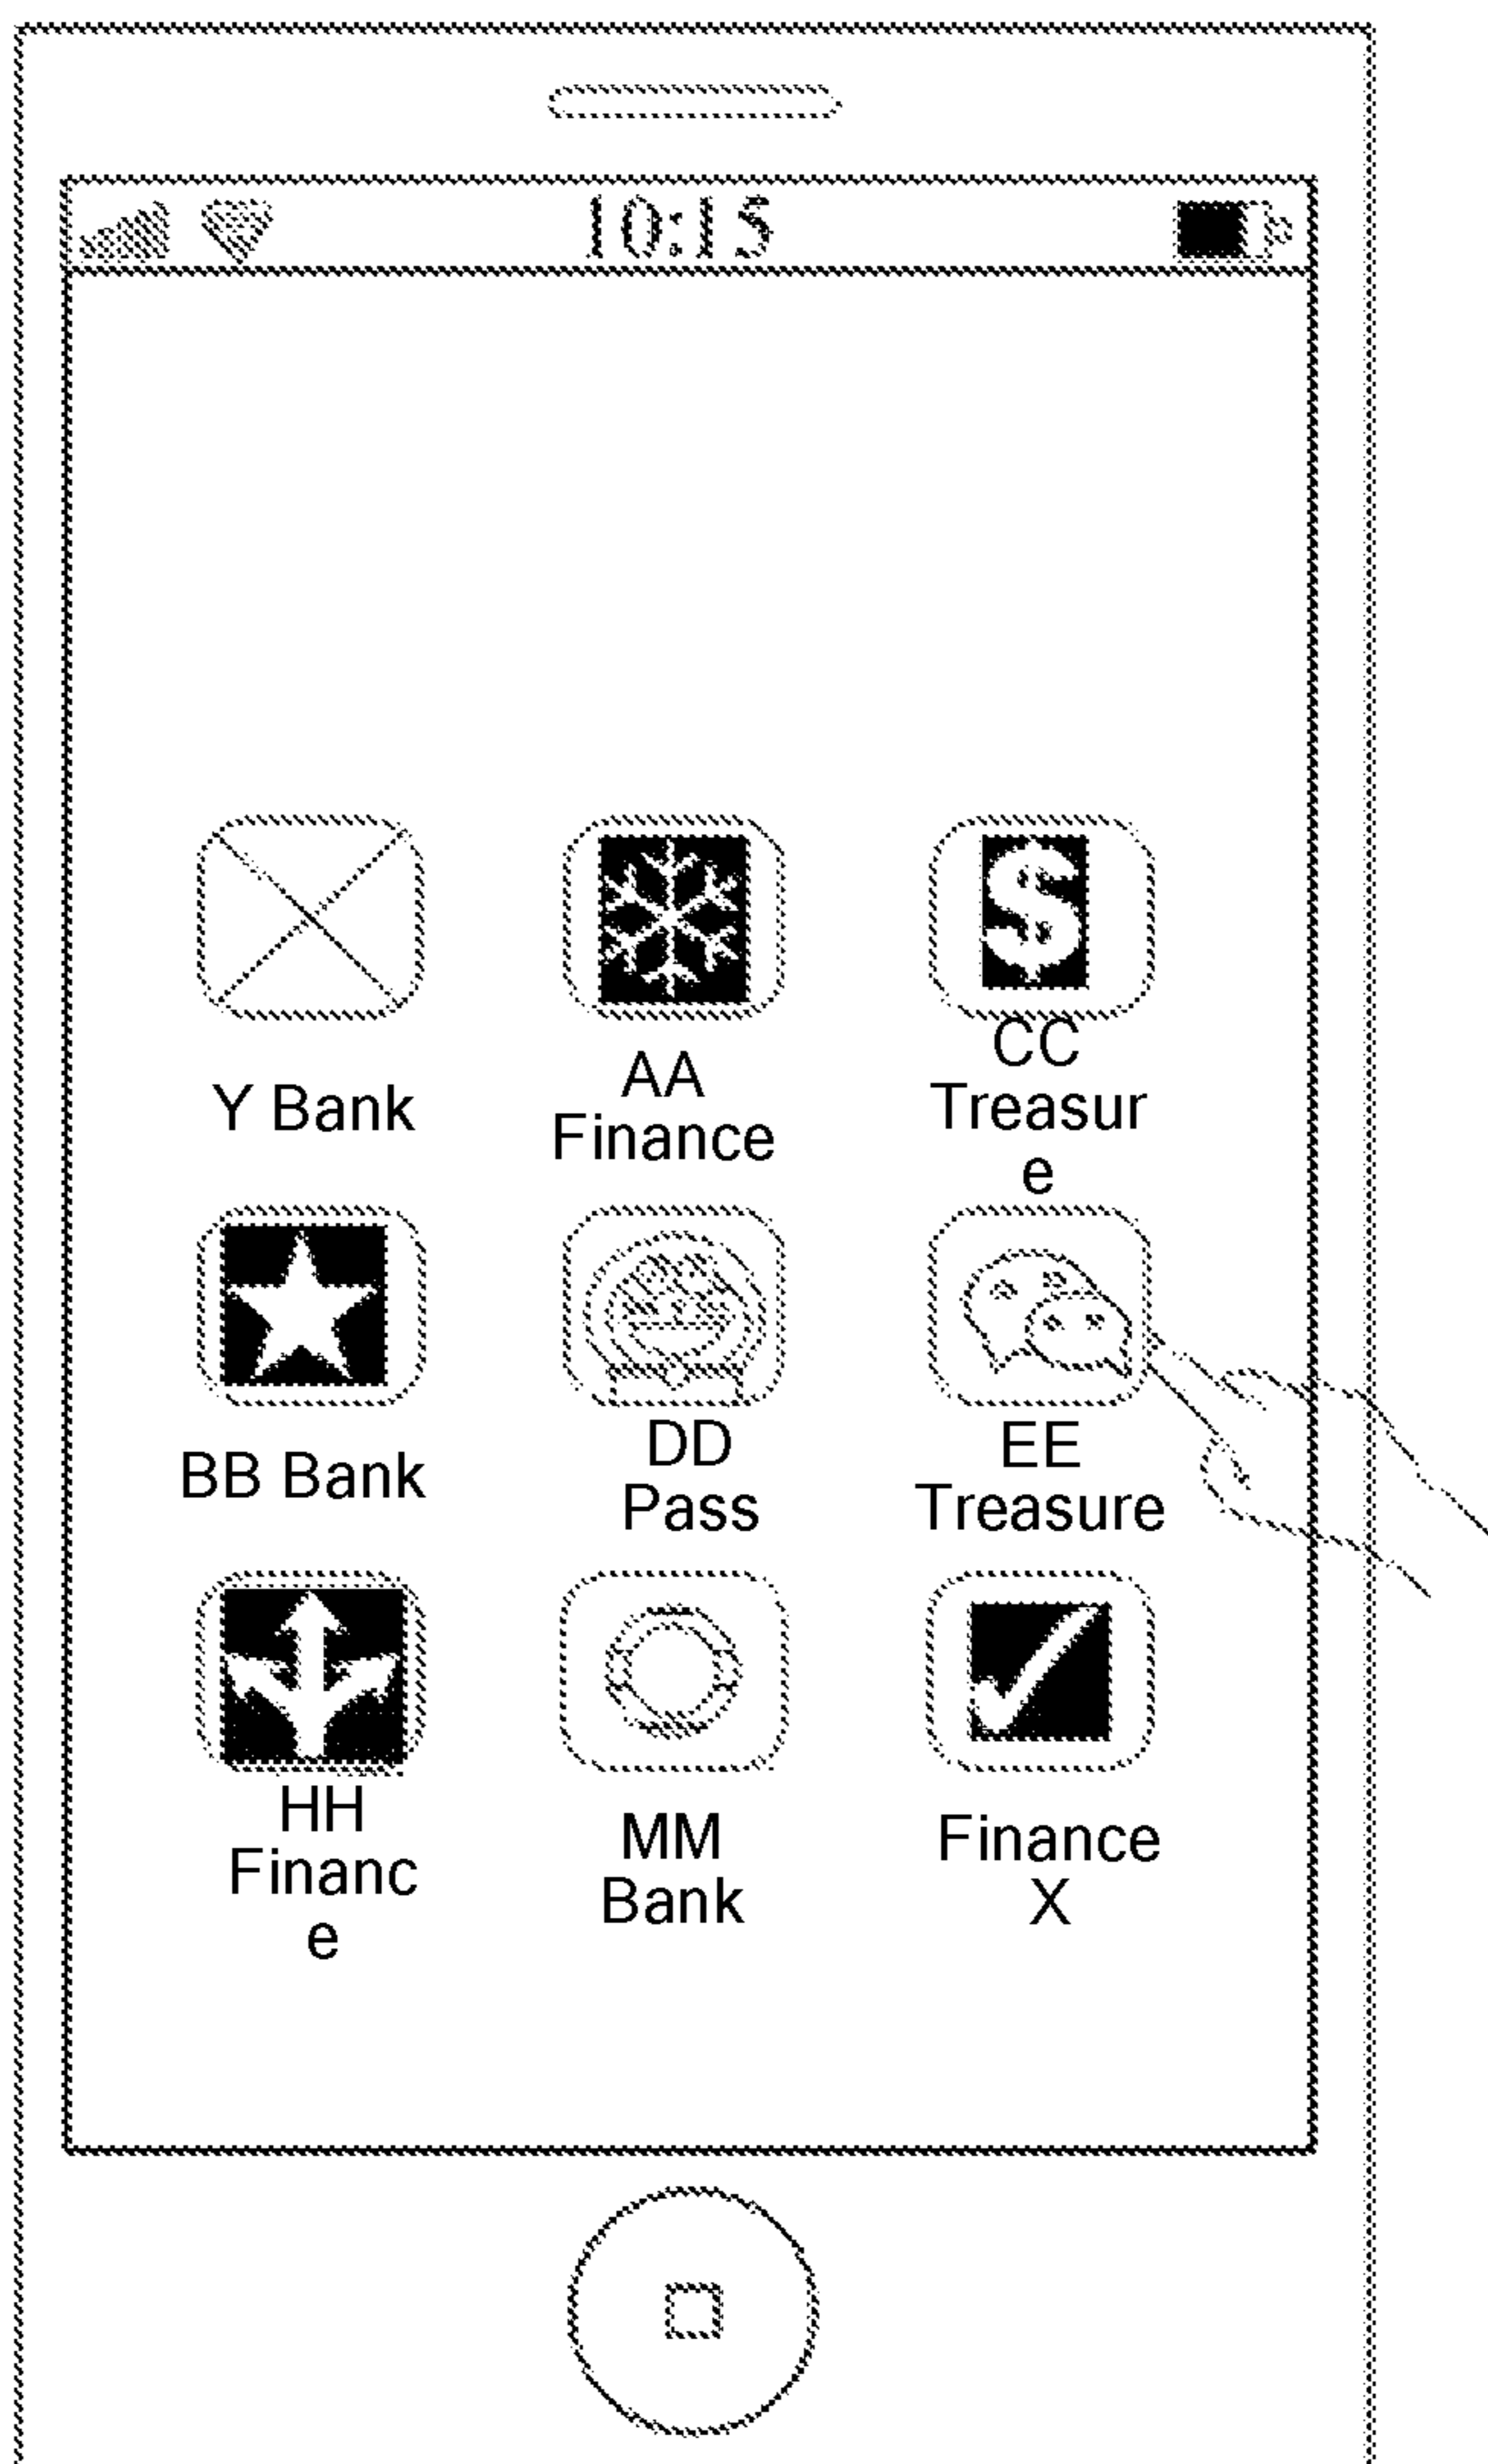 10:15
Y Bank
AA
Finance
CC
Treasur
e
BB Bank
DD
Pass
EE
Treasure
HH
Financ
e
MM
Bank
Finance
X